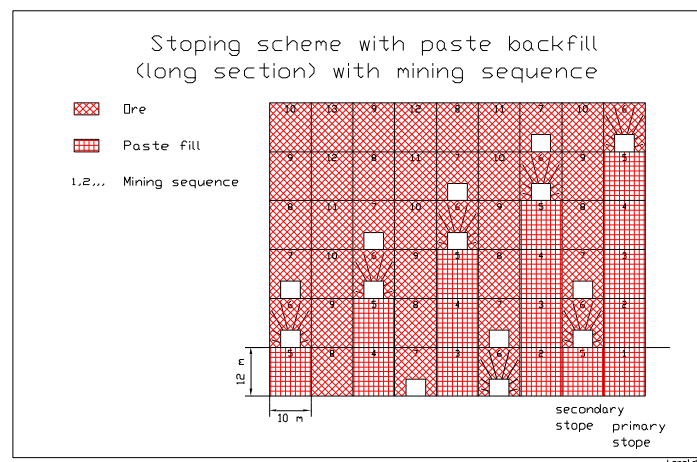 Stoping scheme with paste backfill
(long section) with mining sequence
Ore
Paste fill
1,2,,, Mining sequence
10 13 9 12 8 11 7 10 6
9 12 8 11 7 10 6 9 5
8 11 7 10 6 9 5 8 4
7 10 6 9 5 8 4 7 3
6 9 5 8 4 7 3 6 2
5 8 4 7 3 6 2 5 1
12 m
10 m
secondary
stope
primary
stope